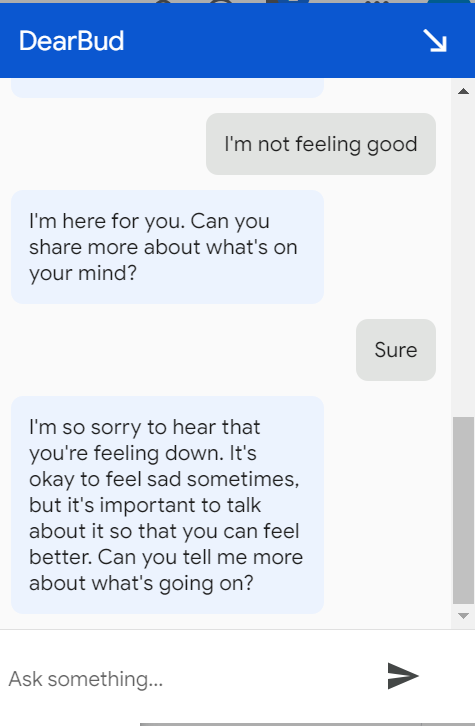 DearBud
I'm not feeling good
I'm here for you. Can you
share more about what's on
your mind?
Sure
I'm so sorry to hear that
you're feeling down. It's
okay to feel sad sometimes,
but it's important to talk
about it so that you can feel
better. Can you tell me more
about what's going on?
Ask something...